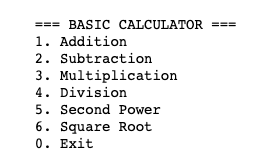 === BASIC CALCULATOR ===
1. Addition
2. Subtraction
3. Multiplication
4. Division
5. Second Power
6. Square Root
0. Exit